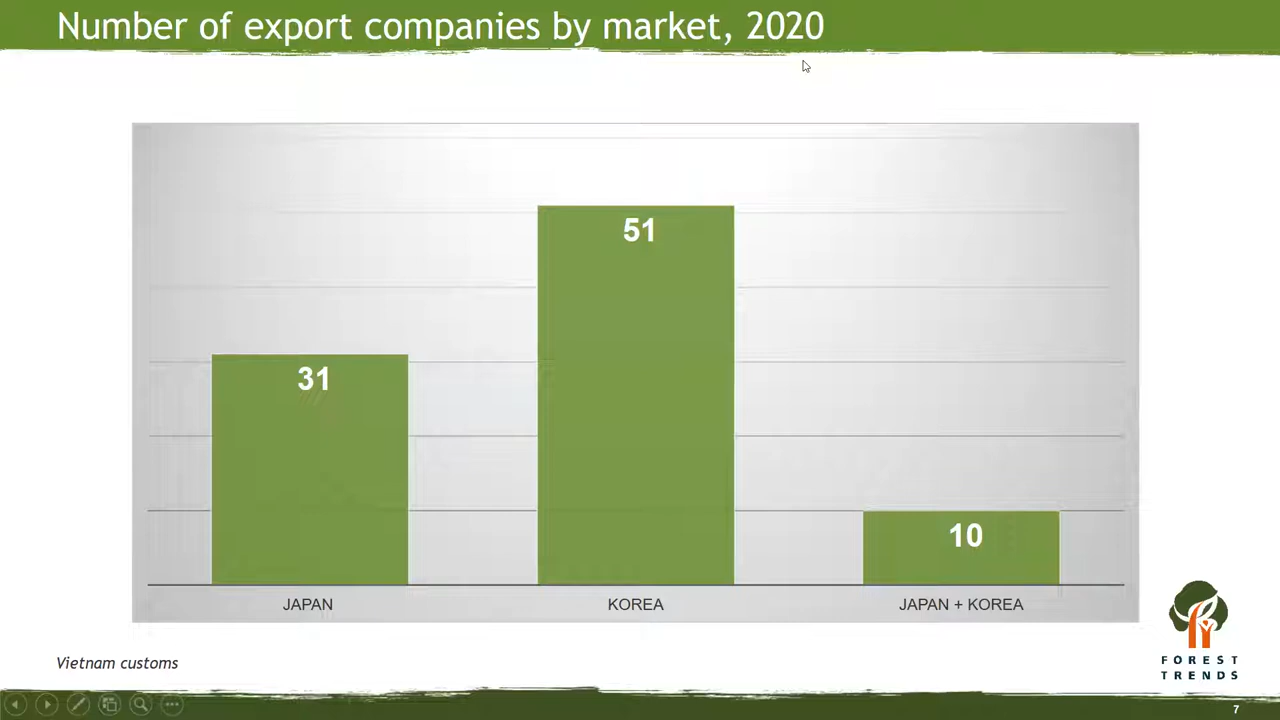 Number of export companies by market, 2020
51
31
10
JAPAN
KOREA
JAPAN + KOREA
Vietnam customs
FOREST
TRENDS
7